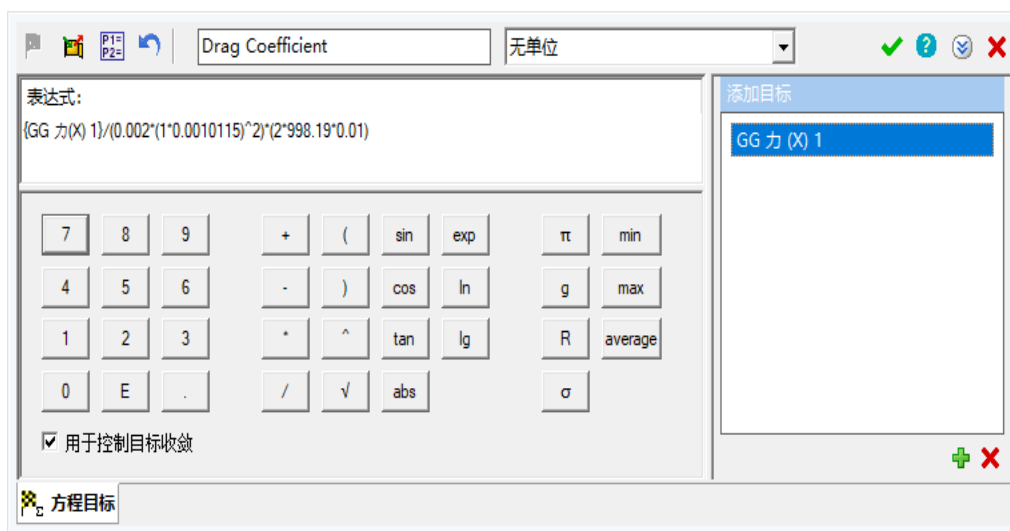 P1=
P2=
Drag Coefficient
无单位
表达式:
{GG 力(X) 1}/(0.002*(1*0.0010115)^2)*(2*998.19*0.01)
添加目标
GG 力 (X) 1
7 8 9 + ( sin exp π min
4 5 6 - ) cos ln g max
1 2 3 * ^ tan lg R average
0 E . / √ abs σ
用于控制目标收敛
Σ 方程目标